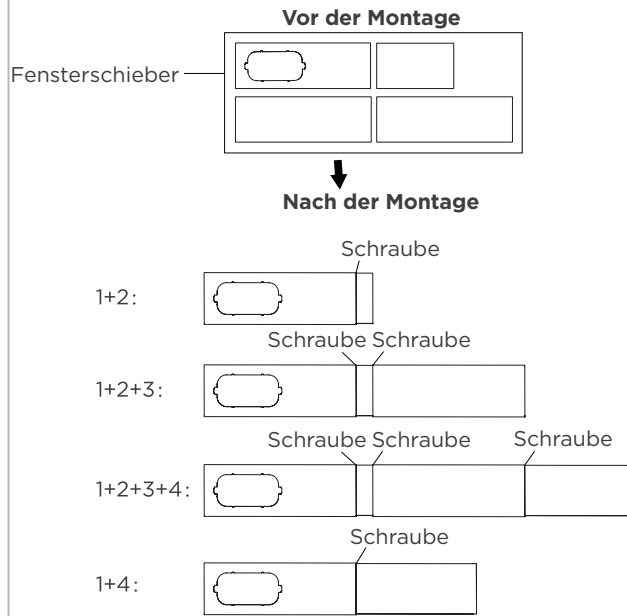 Vor der Montage
Fensterschieber
Nach der Montage
Schraube
1+2:
Schraube Schraube
1+2+3:
Schraube Schraube Schraube
1+2+3+4:
Schraube
1+4: